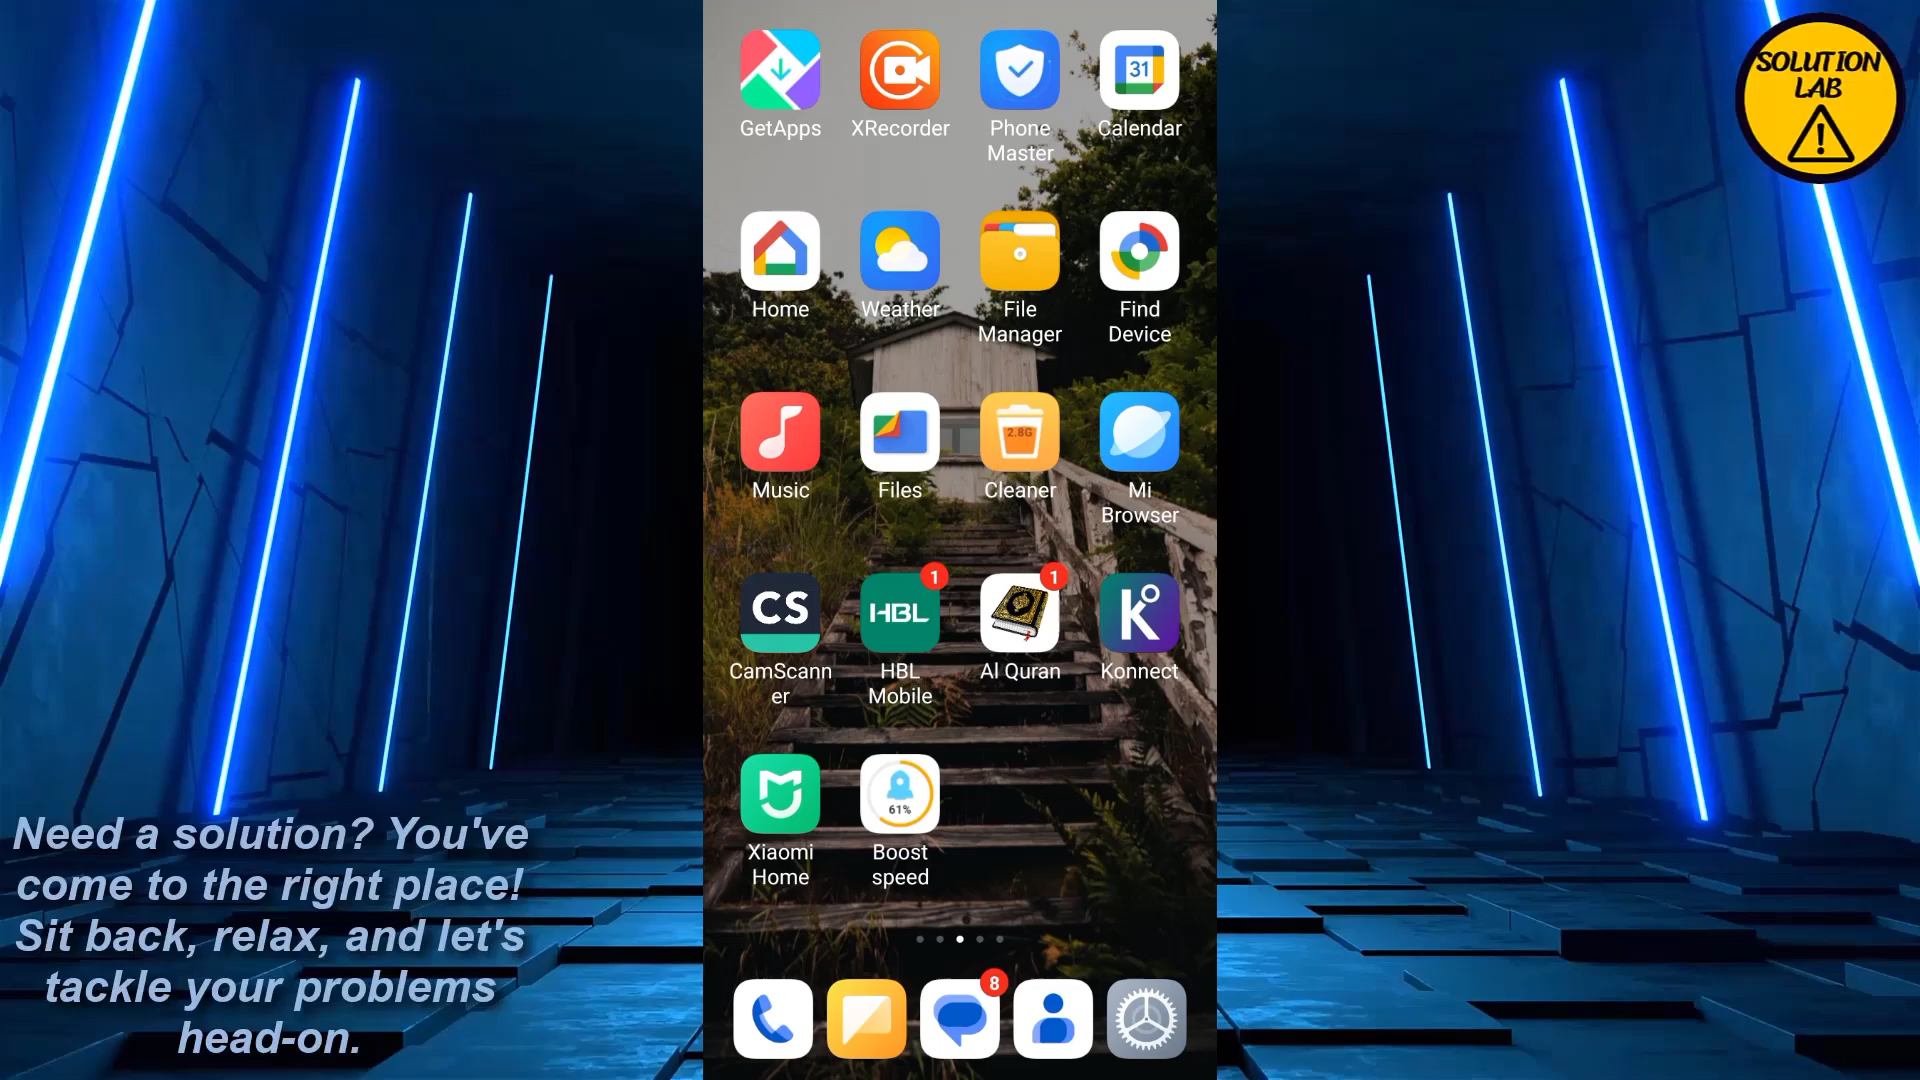 SOLUTION
LAB
31
GetApps
XRecorder
Phone
Master
Calendar
Home
Weather
File
Manager
Find
Device
2.8G
Music
Files
Cleaner
Mi
Browser
CS
HBL
1
1
K
CamScann
er
HBL
Mobile
Al Quran
Konnect
61%
Xiaomi
Home
Boost
speed
8
Need a solution? You've
come to the right place!
Sit back, relax, and let's
tackle your problems
head-on.